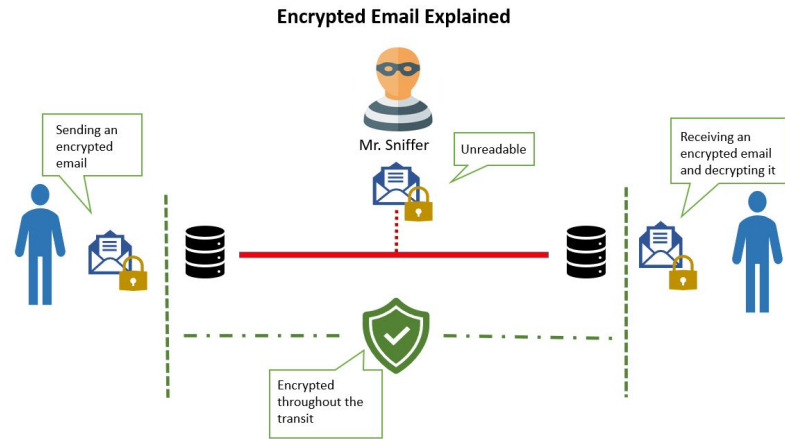 Encrypted Email Explained
Mr. Sniffer
Sending an
encrypted
email
Unreadable
Receiving an
encrypted email
and decrypting it
Encrypted
throughout the
transit